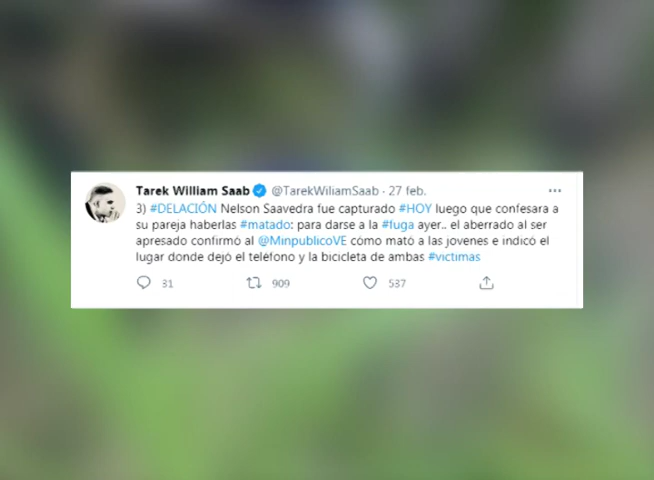 Tarek William Saab @TarekWiliamSaab · 27 feb.
3) #DELACIÓN Nelson Saavedra fue capturado #HOY luego que confesara a
su pareja haberlas #matado: para darse a la #fuga ayer.. el aberrado al ser
apresado confirmó al @MinpublicoVE cómo mató a las jovenes e indicó el
lugar donde dejó el teléfono y la bicicleta de ambas #victimas
31 909 537